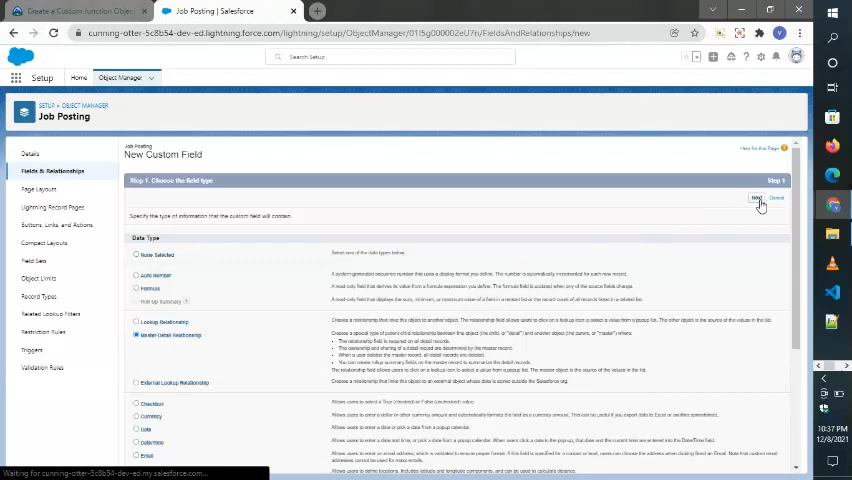 Create a Custom Junction Objec
Job Posting | Salesforce
cunning-otter-5c8b54-dev-ed.lightning.force.com/lightning/setup/ObjectManager/01I5g000002eU7ri/FieldsAndRelationships/new
Search Setup
Setup
Home
Object Manager
SETUP > OBJECT MANAGER
Job Posting
Details
Fields & Relationships
Page Layouts
Lightning Record Pages
Buttons, Links, and Actions
Compact Layouts
Field Sets
Object Limits
Record Types
Related Lookup Filters
Restriction Rules
Triggers
Validation Rules
Job Posting
New Custom Field
Help for this Page
Step 1. Choose the field type
Step 1
Next
Cancel
Specify the type of information that the custom field will contain.
Data Type
None Selected
Select one of the data types below.
Auto Number
A system-generated sequence number that uses a display format you define. The number is automatically incremented for each new record.
Formula
A read-only field that derives its value from a formula expression you define. The formula field is updated when any of the source fields change.
Roll-Up Summary
A read-only field that displays the sum, minimum, or maximum value of a field in a related list or the record count of all records listed in a related list.
Lookup Relationship
Creates a relationship that links this object to another object. The relationship field allows users to click on a lookup icon to select a value from a popup list. The other object is the source of the values in the list.
Master-Detail Relationship
Creates a special type of parent-child relationship between this object (the child, or "detail") and another object (the parent, or "master") where:
• The relationship field is required on all detail records.
• The ownership and sharing of a detail record are determined by the master record.
• When a user deletes the master record, all detail records are deleted.
• You can create rollup summary fields on the master record to summarize the detail records.
The relationship field allows users to click on a lookup icon to select a value from a popup list. The master object is the source of the values in the list.
External Lookup Relationship
Creates a relationship that links this object to an external object whose data is stored outside the Salesforce org.
Checkbox
Allows users to select a True (checked) or False (unchecked) value.
Currency
Allows users to enter a dollar or other currency amount and automatically formats the field as a currency amount. This can be useful if you export data to Excel or another spreadsheet.
Date
Allows users to enter a date or pick a date from a popup calendar.
Date/Time
Allows users to enter a date and time, or pick a date from a popup calendar. When users click a date in the pop-up, that date and the current time are entered into the Date/Time field.
Email
Allows users to enter an email address, which is validated to ensure proper format. If this field is specified for a contact or lead, users can choose the address when clicking Send an Email. Note that custom email
addresses cannot be used for mass emails.
Allows users to define locations. Includes latitude and longitude components, and can be used to calculate distance.
Waiting for cunning-otter-5c8b54-dev-ed.my.salesforce.com...
10:37 PM
12/8/2021